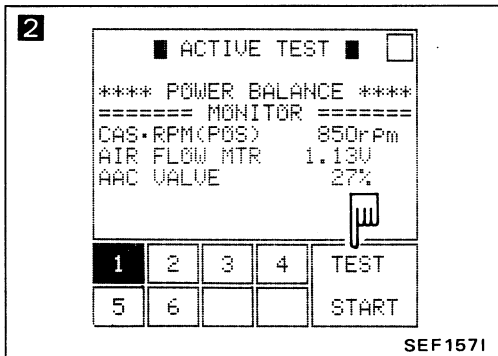 2
■ ACTIVE TEST ■
**** POWER BALANCE ****
======= MONITOR =======
CAS•RPM(POS) 850rpm
AIR FLOW MTR 1.13V
AAC VALVE 27%
1 2 3 4 TEST
5 6 START
SEF157I